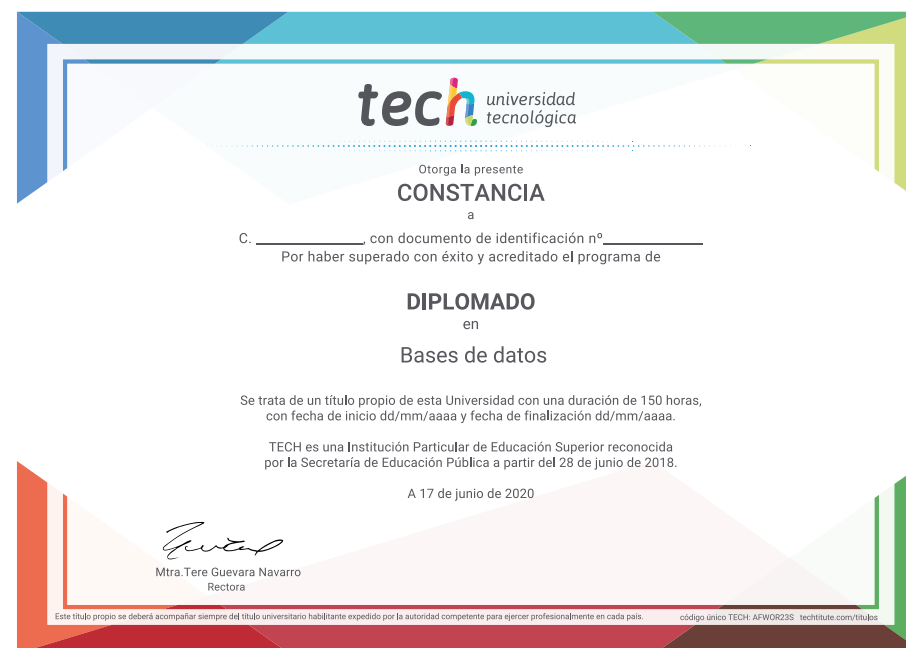 tech universidad
tecnológica
Otorga la presente
CONSTANCIA
a
C. ____________, con documento de identificación nº___________
Por haber superado con éxito y acreditado el programa de
DIPLOMADO
en
Bases de datos
Se trata de un título propio de esta Universidad con una duración de 150 horas,
con fecha de inicio dd/mm/aaaa y fecha de finalización dd/mm/aaaa.
TECH es una Institución Particular de Educación Superior reconocida
por la Secretaría de Educación Pública a partir del 28 de junio de 2018.
A 17 de junio de 2020
Mtra.Tere Guevara Navarro
Rectora
Este título propio se deberá acompañar siempre del título universitario habilitante expedido por la autoridad competente para ejercer profesionalmente en cada país. código único TECH: AFWOR23S techtitute.com/titulos